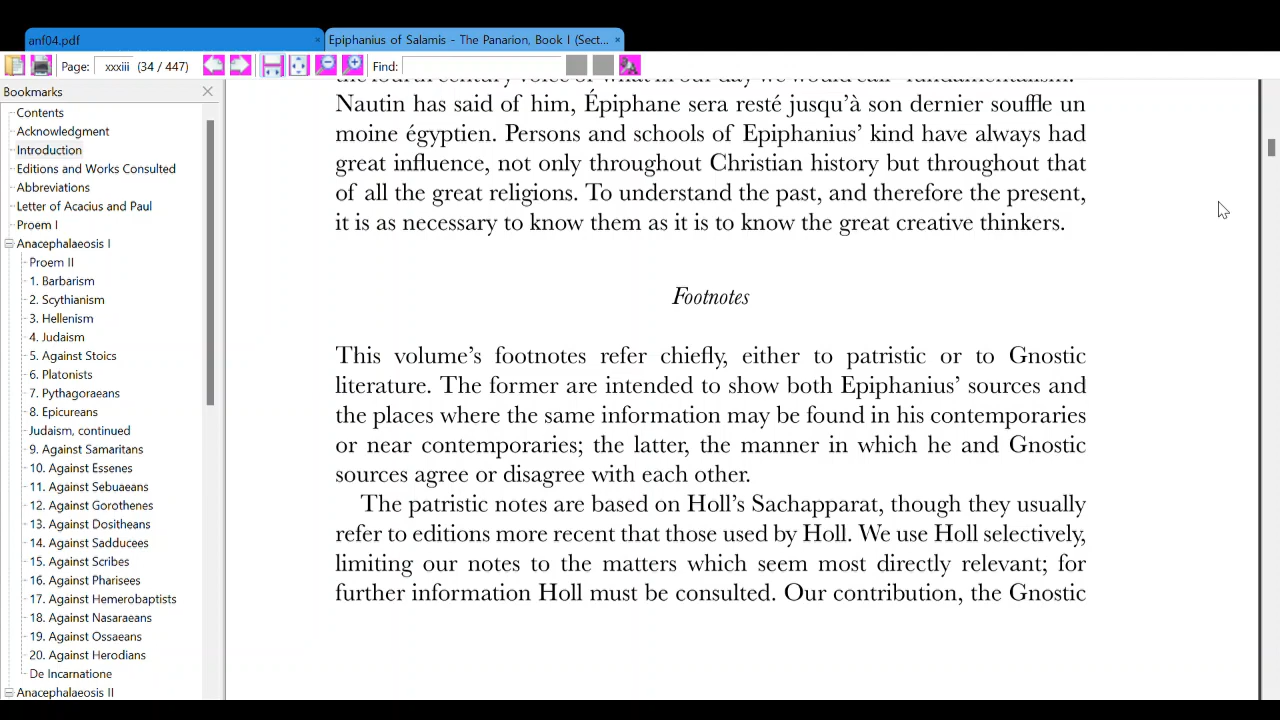 anf04.pdf ×
Epiphanius of Salamis - The Panarion, Book I (Sect... ×
Page: xxxiii (34 / 447) Find:
Bookmarks
Contents
Acknowledgment
Introduction
Editions and Works Consulted
Abbreviations
Letter of Acacius and Paul
Proem I
Anacephalaeosis I
Proem II
1. Barbarism
2. Scythianism
3. Hellenism
4. Judaism
5. Against Stoics
6. Platonists
7. Pythagoraeans
8. Epicureans
Judaism, continued
9. Against Samaritans
10. Against Essenes
11. Against Sebuaeans
12. Against Gorothenes
13. Against Dositheans
14. Against Sadducees
15. Against Scribes
16. Against Pharisees
17. Against Hemerobaptists
18. Against Nasaraeans
19. Against Ossaeans
20. Against Herodians
De Incarnatione
Anacephalaeosis II
the fourth century voice of what in our day we would call “fundamentalism.”
Nautin has said of him, Épiphane sera resté jusqu’à son dernier souffle un
moine égyptien. Persons and schools of Epiphanius’ kind have always had
great influence, not only throughout Christian history but throughout that
of all the great religions. To understand the past, and therefore the present,
it is as necessary to know them as it is to know the great creative thinkers.
Footnotes
This volume’s footnotes refer chiefly, either to patristic or to Gnostic
literature. The former are intended to show both Epiphanius’ sources and
the places where the same information may be found in his contemporaries
or near contemporaries; the latter, the manner in which he and Gnostic
sources agree or disagree with each other.
The patristic notes are based on Holl’s Sachapparat, though they usually
refer to editions more recent that those used by Holl. We use Holl selectively,
limiting our notes to the matters which seem most directly relevant; for
further information Holl must be consulted. Our contribution, the Gnostic